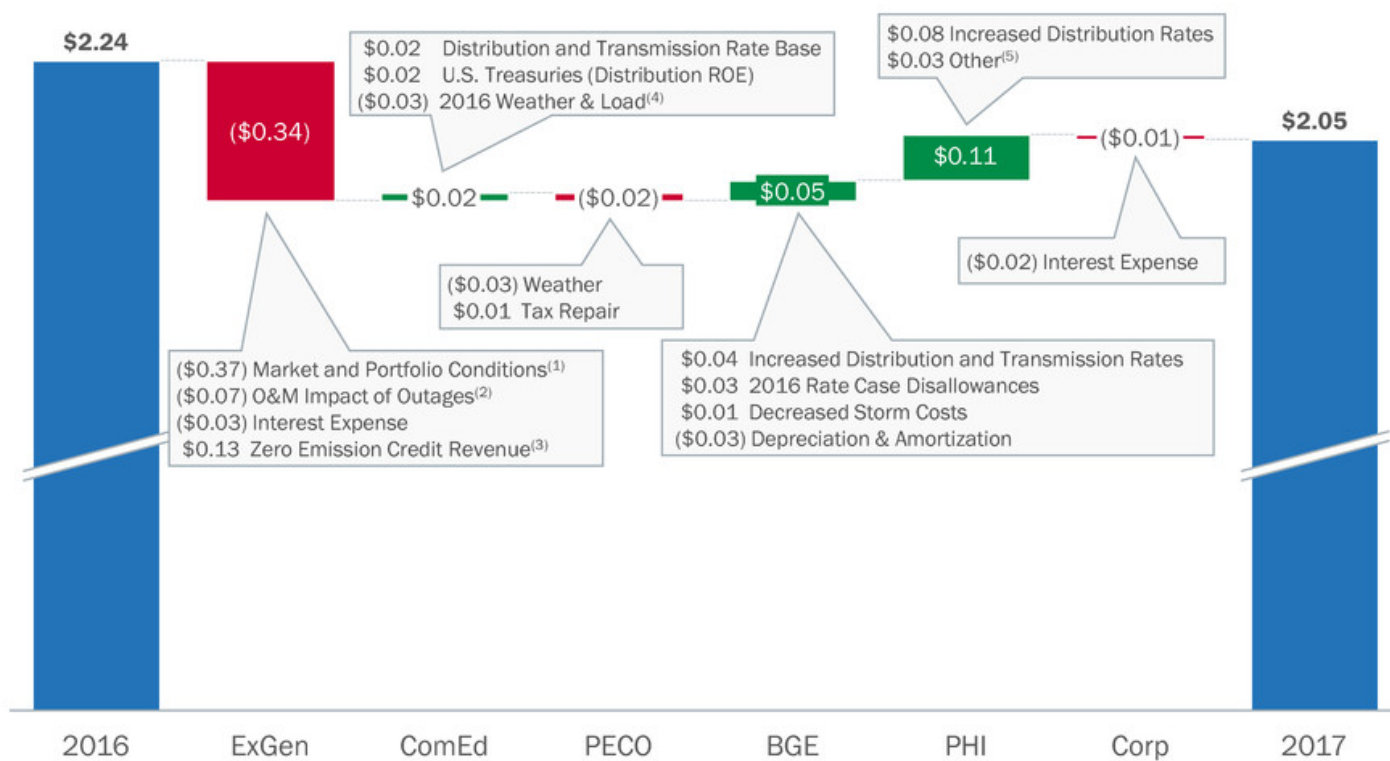 $2.24
($0.34)
$0.02 Distribution and Transmission Rate Base
$0.02 U.S. Treasuries (Distribution ROE)
($0.03) 2016 Weather & Load(4)
$0.08 Increased Distribution Rates
$0.03 Other(5)
$0.02
($0.02)
$0.05
$0.11
($0.01)
$2.05
($0.03) Weather
$0.01 Tax Repair
($0.02) Interest Expense
($0.37) Market and Portfolio Conditions(1)
($0.07) O&M Impact of Outages(2)
($0.03) Interest Expense
$0.13 Zero Emission Credit Revenue(3)
$0.04 Increased Distribution and Transmission Rates
$0.03 2016 Rate Case Disallowances
$0.01 Decreased Storm Costs
($0.03) Depreciation & Amortization
2016 ExGen ComEd PECO BGE PHI Corp 2017